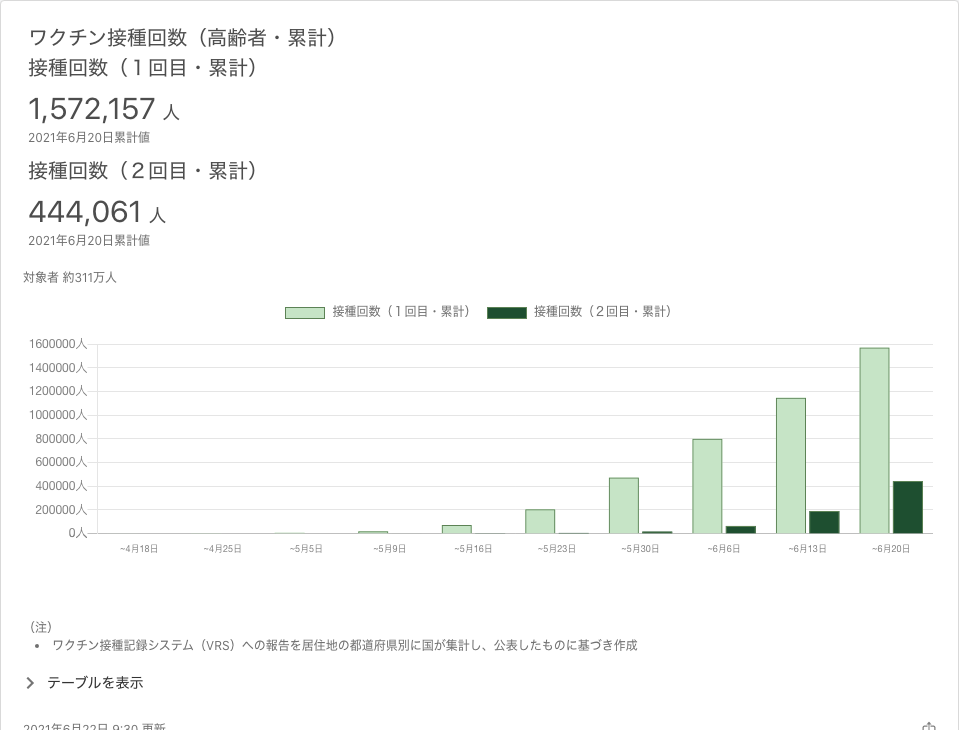 ワクチン接種回数（高齢者・累計）
接種回数（１回目・累計）
1,572,157 人
2021年6月20日累計値
接種回数（２回目・累計）
444,061 人
2021年6月20日累計値
対象者 約311万人
接種回数（１回目・累計） 接種回数（２回目・累計）
1600000人
1400000人
1200000人
1000000人
800000人
600000人
400000人
200000人
0人
~4月18日 ~4月25日 ~5月5日 ~5月9日 ~5月16日 ~5月23日 ~5月30日 ~6月6日 ~6月13日 ~6月20日
（注）
• ワクチン接種記録システム（VRS）への報告を居住地の都道府県別に国が集計し、公表したものに基づき作成
テーブルを表示
2021年6月22日 9:30 更新